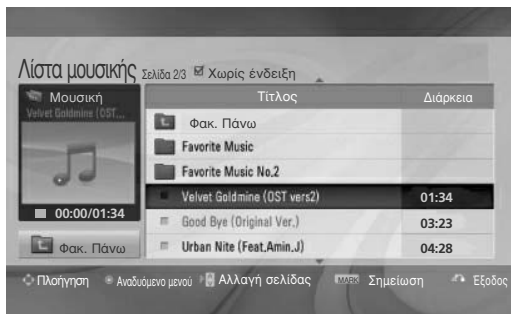 Λίστα μουσικής Σελίδα 2/3 Χωρίς ένδειξη
Μουσική
Velvet Goldmine (OST...
00:00/01:34
Φακ. Πάνω
Τίτλος Διάρκεια
Φακ. Πάνω
Favorite Music
Favorite Music No.2
Velvet Goldmine (OST vers2) 01:34
Good Bye (Original Ver.) 03:23
Urban Nite (Feat.Amin.J) 04:28
Πλοήγηση Αναδυόμενο μενού Αλλαγή σελίδας MARK Σημείωση Έξοδος